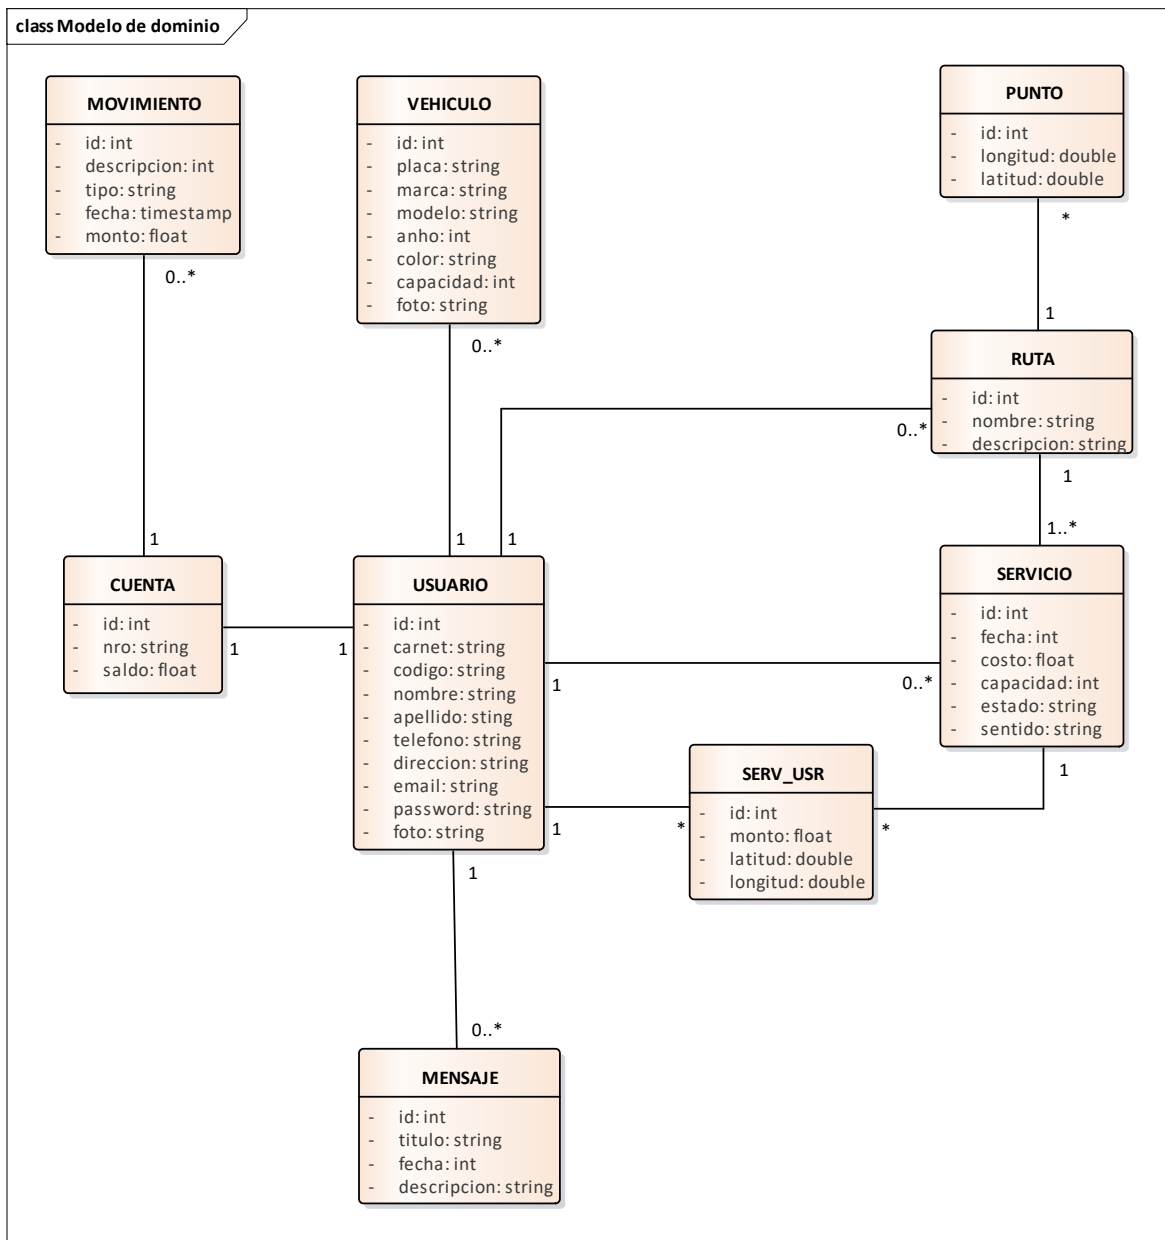 class Modelo de dominio
MOVIMIENTO
- id: int
- descripcion: int
- tipo: string
- fecha: timestamp
- monto: float
0..*
1
VEHICULO
- id: int
- placa: string
- marca: string
- modelo: string
- anho: int
- color: string
- capacidad: int
- foto: string
0..*
1
PUNTO
- id: int
- longitud: double
- latitud: double
*
1
RUTA
- id: int
- nombre: string
- descripcion: string
0..*
1
1
1..*
CUENTA
- id: int
- nro: string
- saldo: float
1
1
USUARIO
- id: int
- carnet: string
- codigo: string
- nombre: string
- apellido: sting
- telefono: string
- direccion: string
- email: string
- password: string
- foto: string
1
0..*
SERVICIO
- id: int
- fecha: int
- costo: float
- capacidad: int
- estado: string
- sentido: string
1
SERV_USR
- id: int
- monto: float
- latitud: double
- longitud: double
1
*
*
1
0..*
MENSAJE
- id: int
- titulo: string
- fecha: int
- descripcion: string